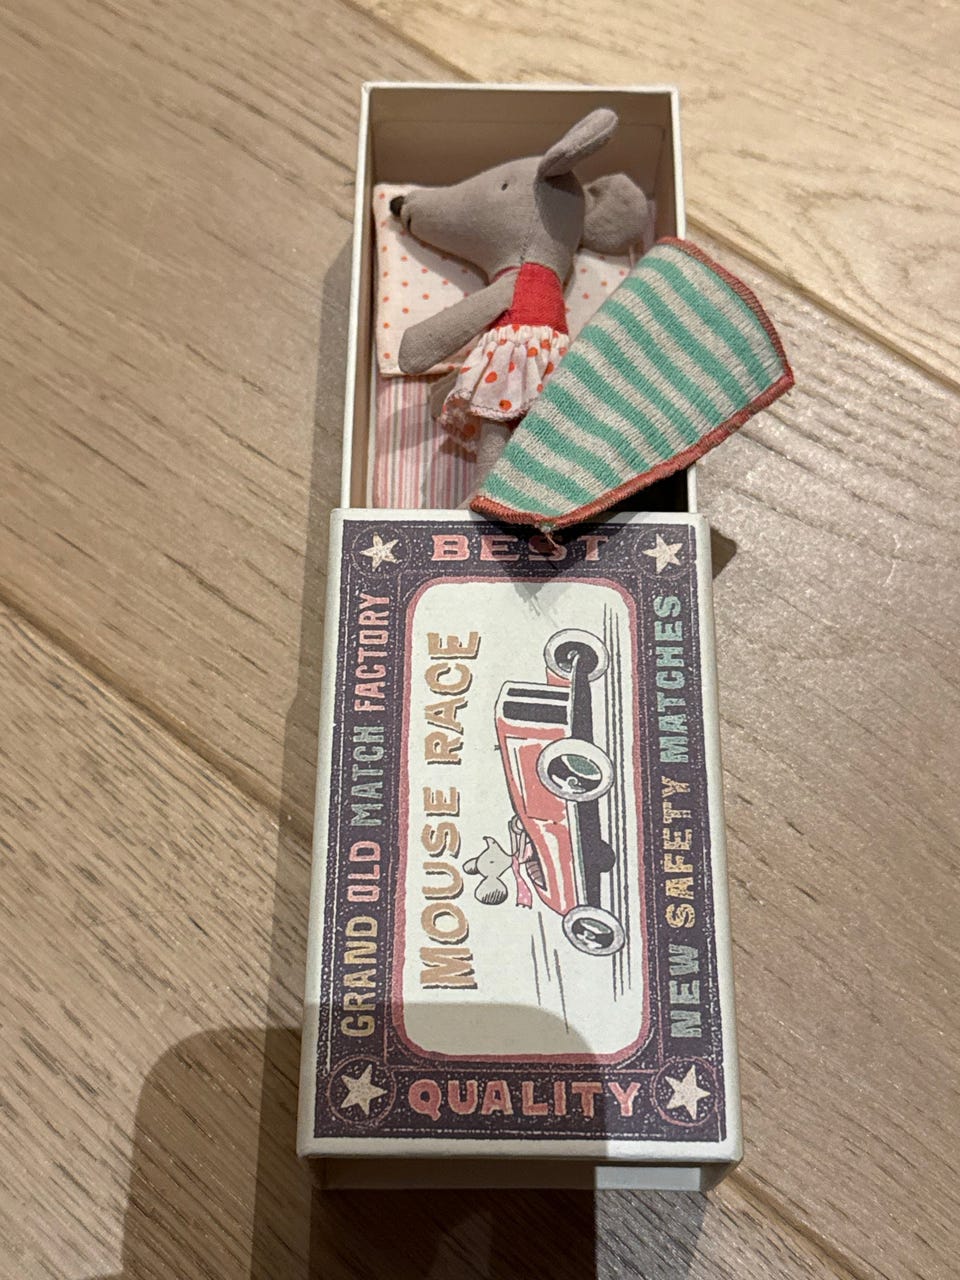 BEST
GRAND OLD MATCH FACTORY
MOUSE RACE
NEW SAFETY MATCHES
QUALITY